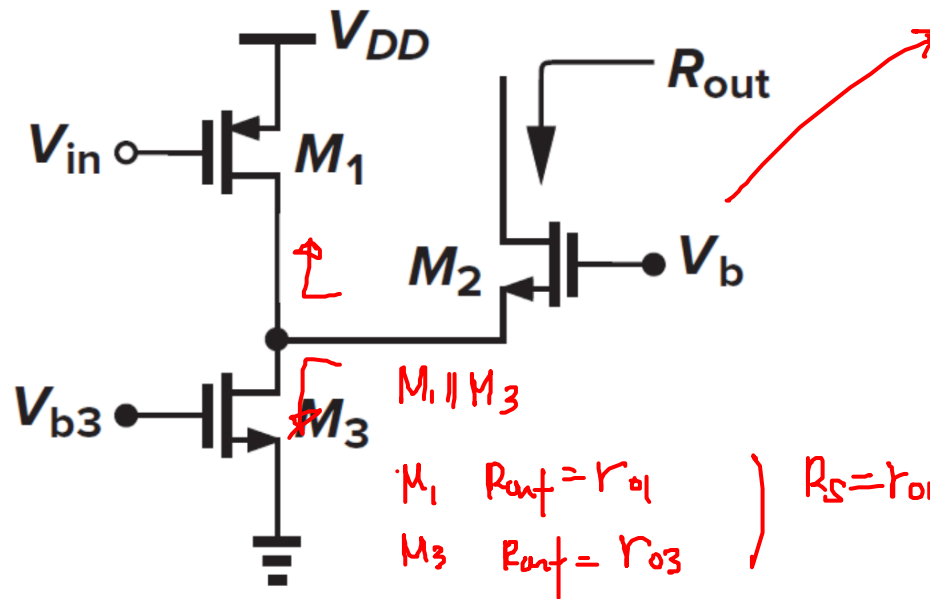 VDD
Rout
Vin
M1
M2
Vb
Vb3
M3
M1 || M3
M1 Rout = ro1
M3 Rout = ro3
Rs = ro1